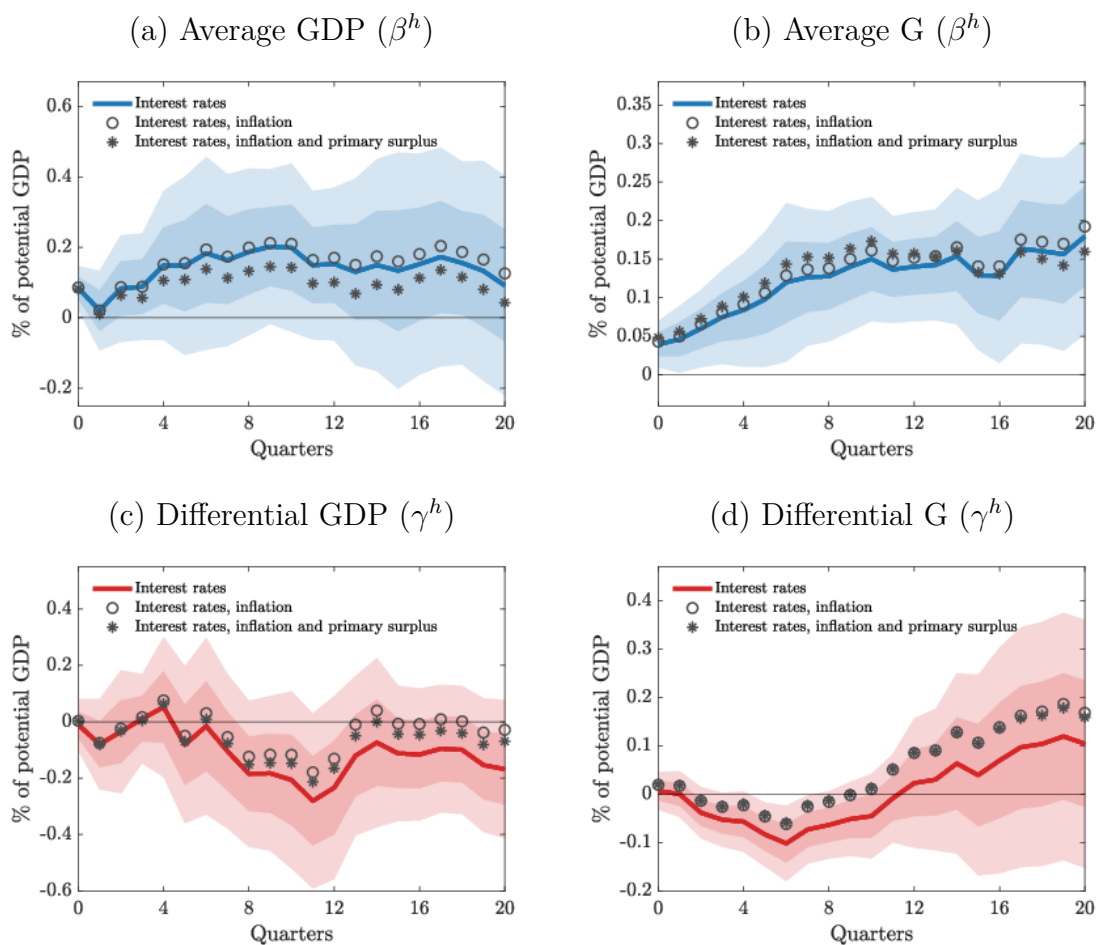 (a) Average GDP (β^h)
% of potential GDP
0.6
0.4
0.2
0
-0.2
Interest rates
Interest rates, inflation
Interest rates, inflation and primary surplus
0 4 8 12 16 20
Quarters
(b) Average G (β^h)
% of potential GDP
0.35
0.3
0.25
0.2
0.15
0.1
0.05
0
Interest rates
Interest rates, inflation
Interest rates, inflation and primary surplus
0 4 8 12 16 20
Quarters
(c) Differential GDP (γ^h)
% of potential GDP
0.4
0.2
0
-0.2
-0.4
-0.6
Interest rates
Interest rates, inflation
Interest rates, inflation and primary surplus
0 4 8 12 16 20
Quarters
(d) Differential G (γ^h)
% of potential GDP
0.4
0.3
0.2
0.1
0
-0.1
-0.2
Interest rates
Interest rates, inflation
Interest rates, inflation and primary surplus
0 4 8 12 16 20
Quarters